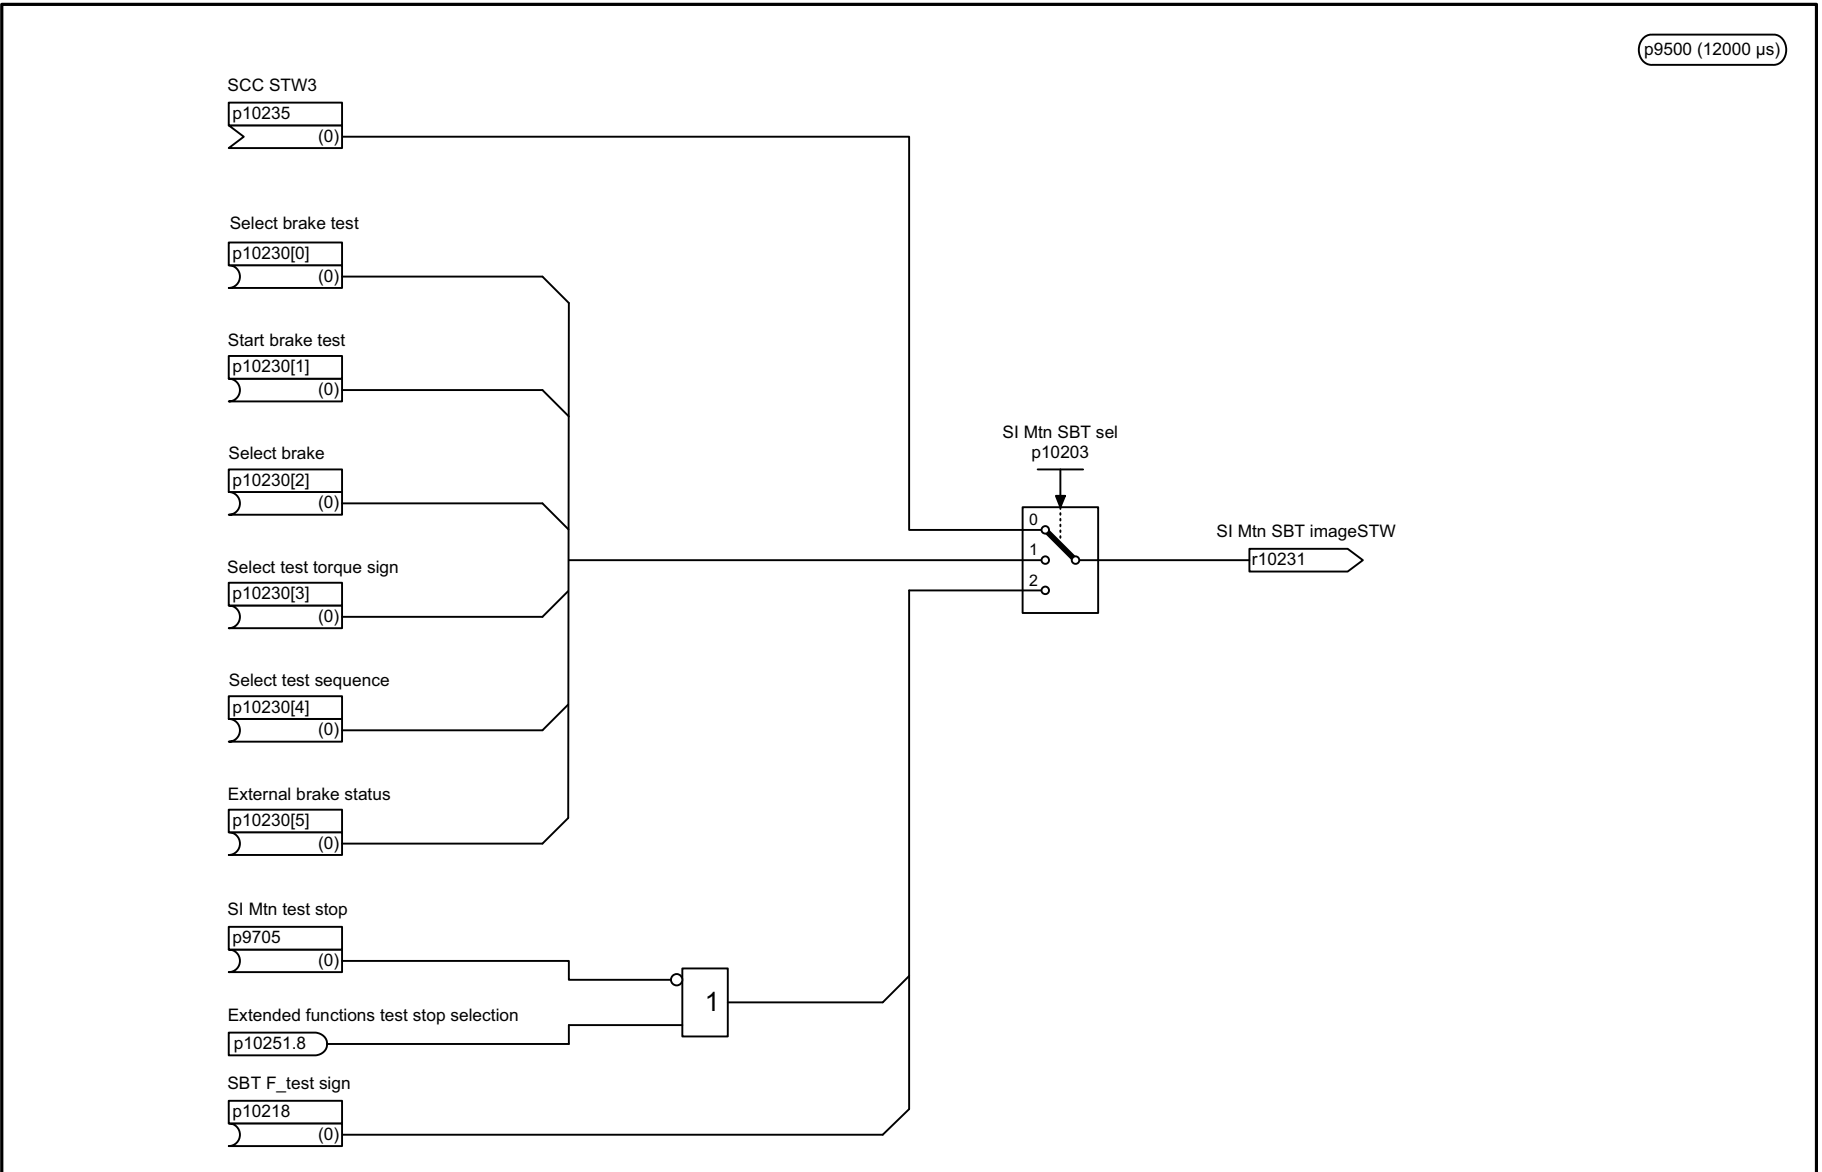 p9500 (12000 µs)
SCC STW3
p10235
(0)
Select brake test
p10230[0]
(0)
Start brake test
p10230[1]
(0)
Select brake
p10230[2]
(0)
SI Mtn SBT sel
p10203
0
1
2
SI Mtn SBT imageSTW
r10231
Select test torque sign
p10230[3]
(0)
Select test sequence
p10230[4]
(0)
External brake status
p10230[5]
(0)
SI Mtn test stop
p9705
(0)
1
Extended functions test stop selection
p10251.8
SBT F_test sign
p10218
(0)